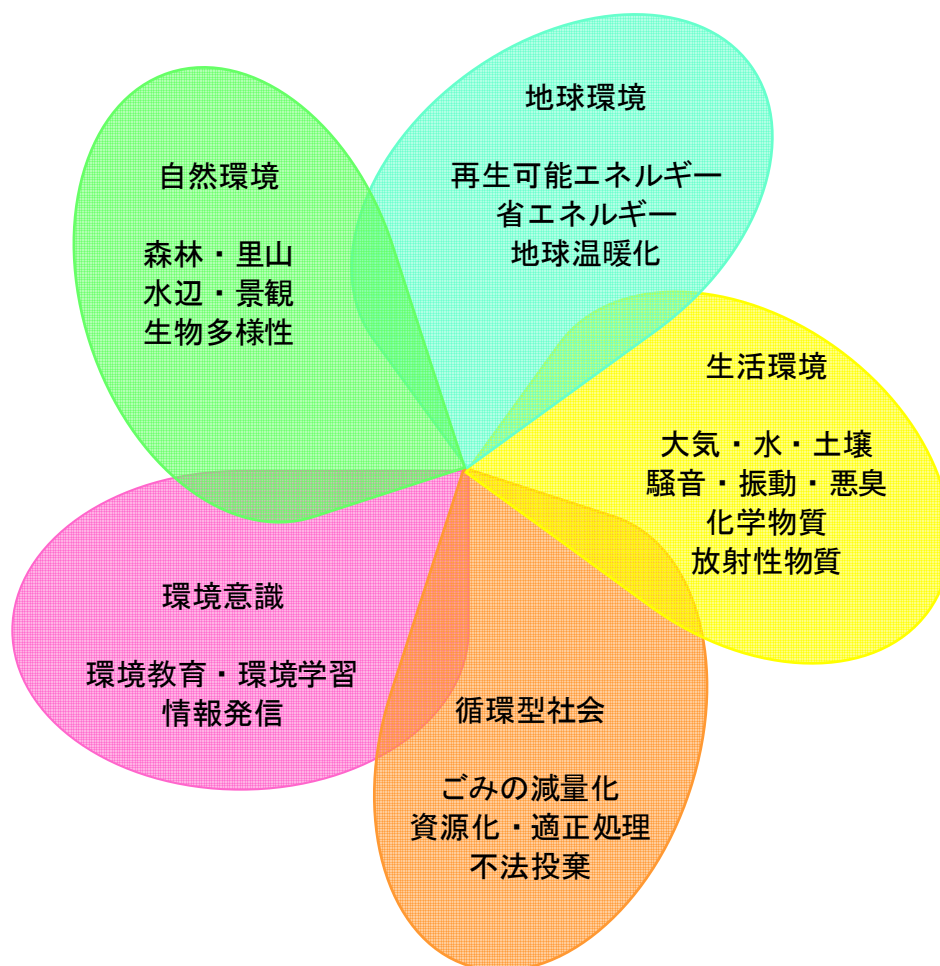 地球環境
再生可能エネルギー
省エネルギー
地球温暖化
自然環境
森林・里山
水辺・景観
生物多様性
生活環境
大気・水・土壌
騒音・振動・悪臭
化学物質
放射性物質
環境意識
環境教育・環境学習
情報発信
循環型社会
ごみの減量化
資源化・適正処理
不法投棄